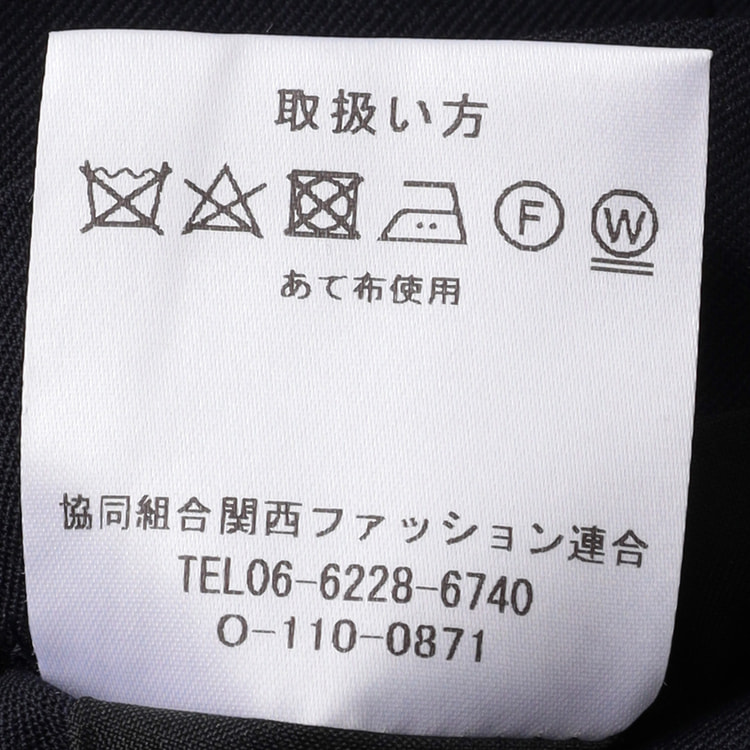 取扱い方
F W
あて布使用
協同組合関西ファッション連合
TEL06-6228-6740
O-110-0871